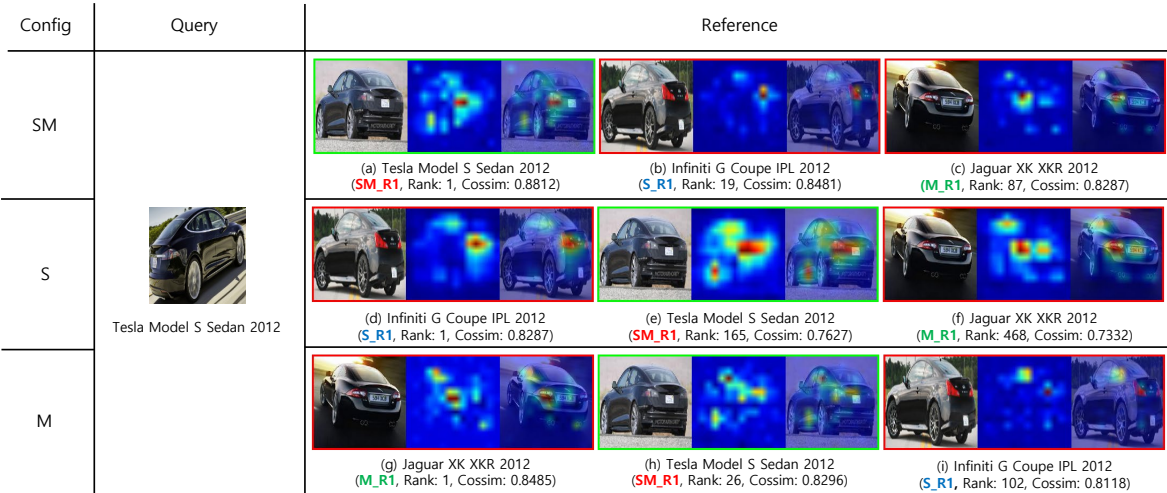 Config Query Reference
SM
(a) Tesla Model S Sedan 2012
(SM_R1, Rank: 1, Cossim: 0.8812)
(b) Infiniti G Coupe IPL 2012
(S_R1, Rank: 19, Cossim: 0.8481)
(c) Jaguar XK XKR 2012
(M_R1, Rank: 87, Cossim: 0.8287)
S
Tesla Model S Sedan 2012
(d) Infiniti G Coupe IPL 2012
(S_R1, Rank: 1, Cossim: 0.8287)
(e) Tesla Model S Sedan 2012
(SM_R1, Rank: 165, Cossim: 0.7627)
(f) Jaguar XK XKR 2012
(M_R1, Rank: 468, Cossim: 0.7332)
M
(g) Jaguar XK XKR 2012
(M_R1, Rank: 1, Cossim: 0.8485)
(h) Tesla Model S Sedan 2012
(SM_R1, Rank: 26, Cossim: 0.8296)
(i) Infiniti G Coupe IPL 2012
(S_R1, Rank: 102, Cossim: 0.8118)